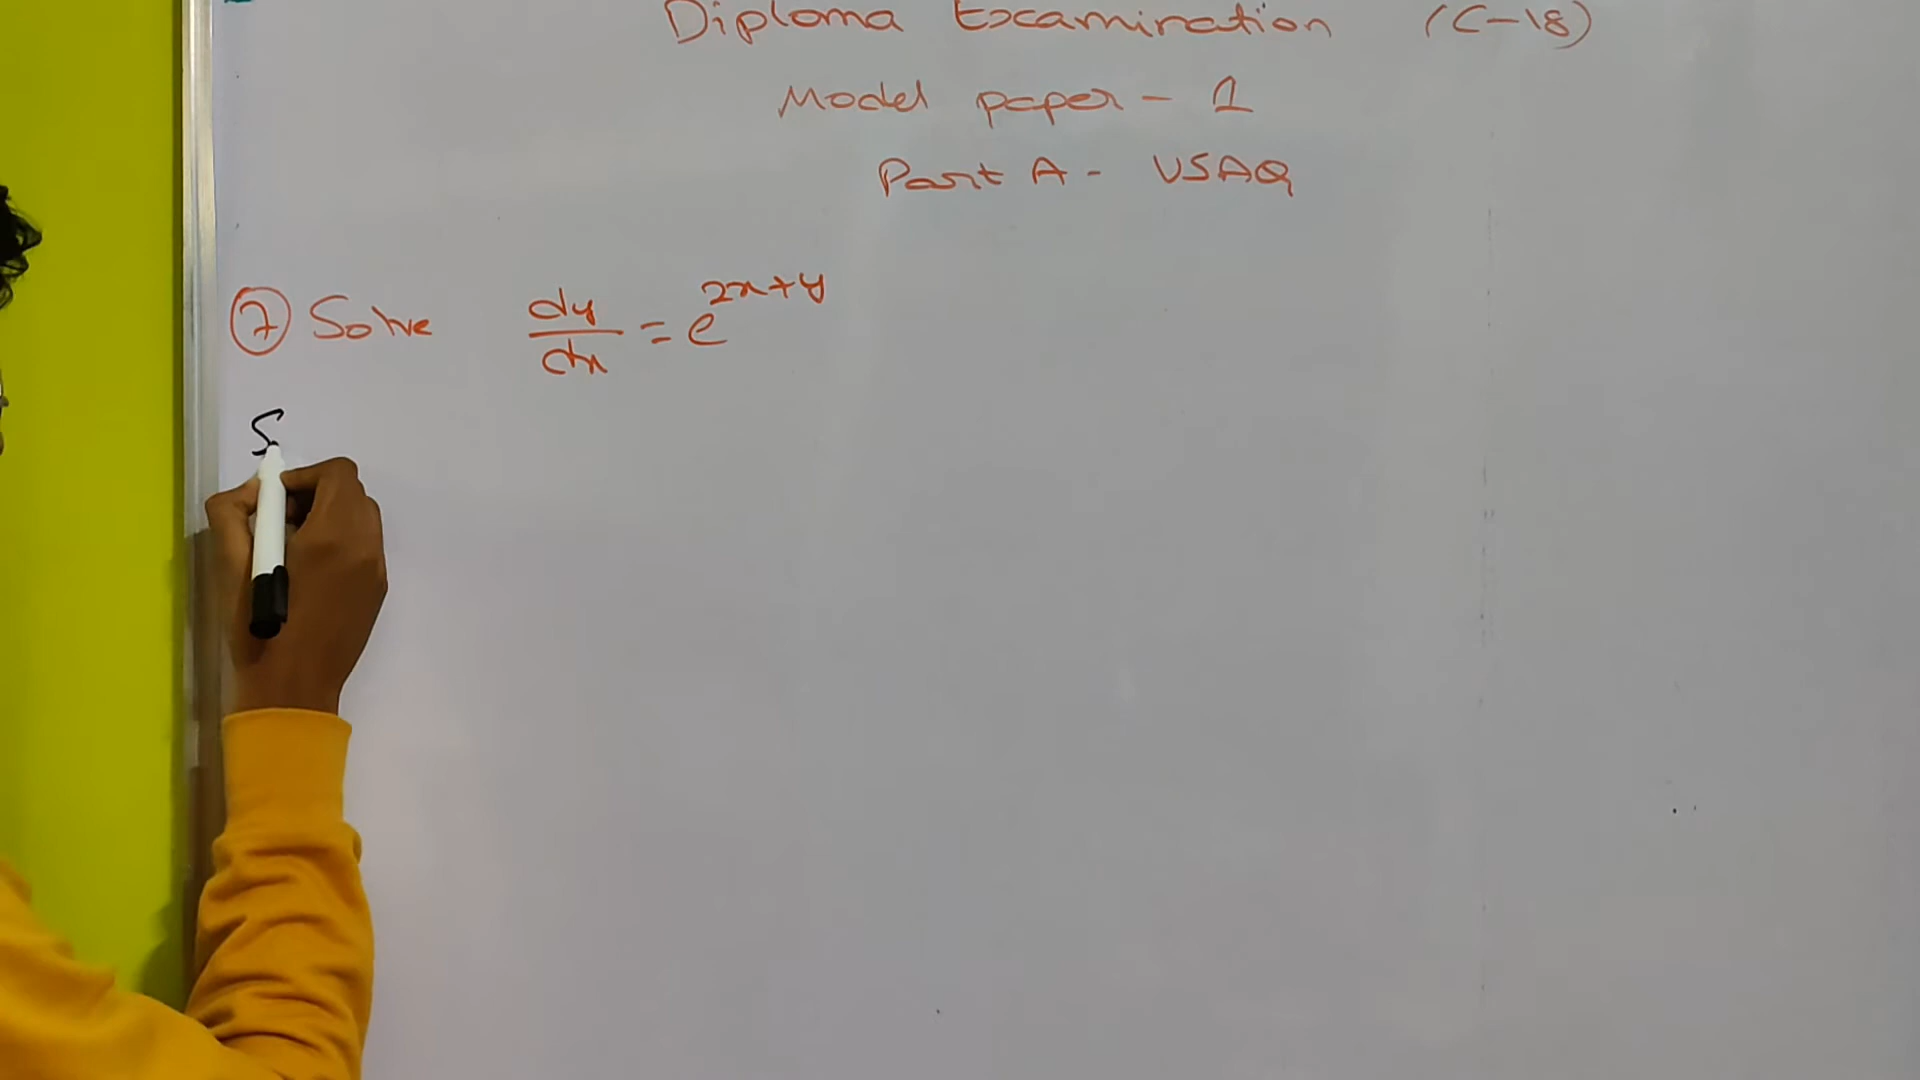 Diploma Examination (C-18)
Model paper - 1
Part A - VSAQ
⑦ Solve dy/dx = e^(2x+y)
S